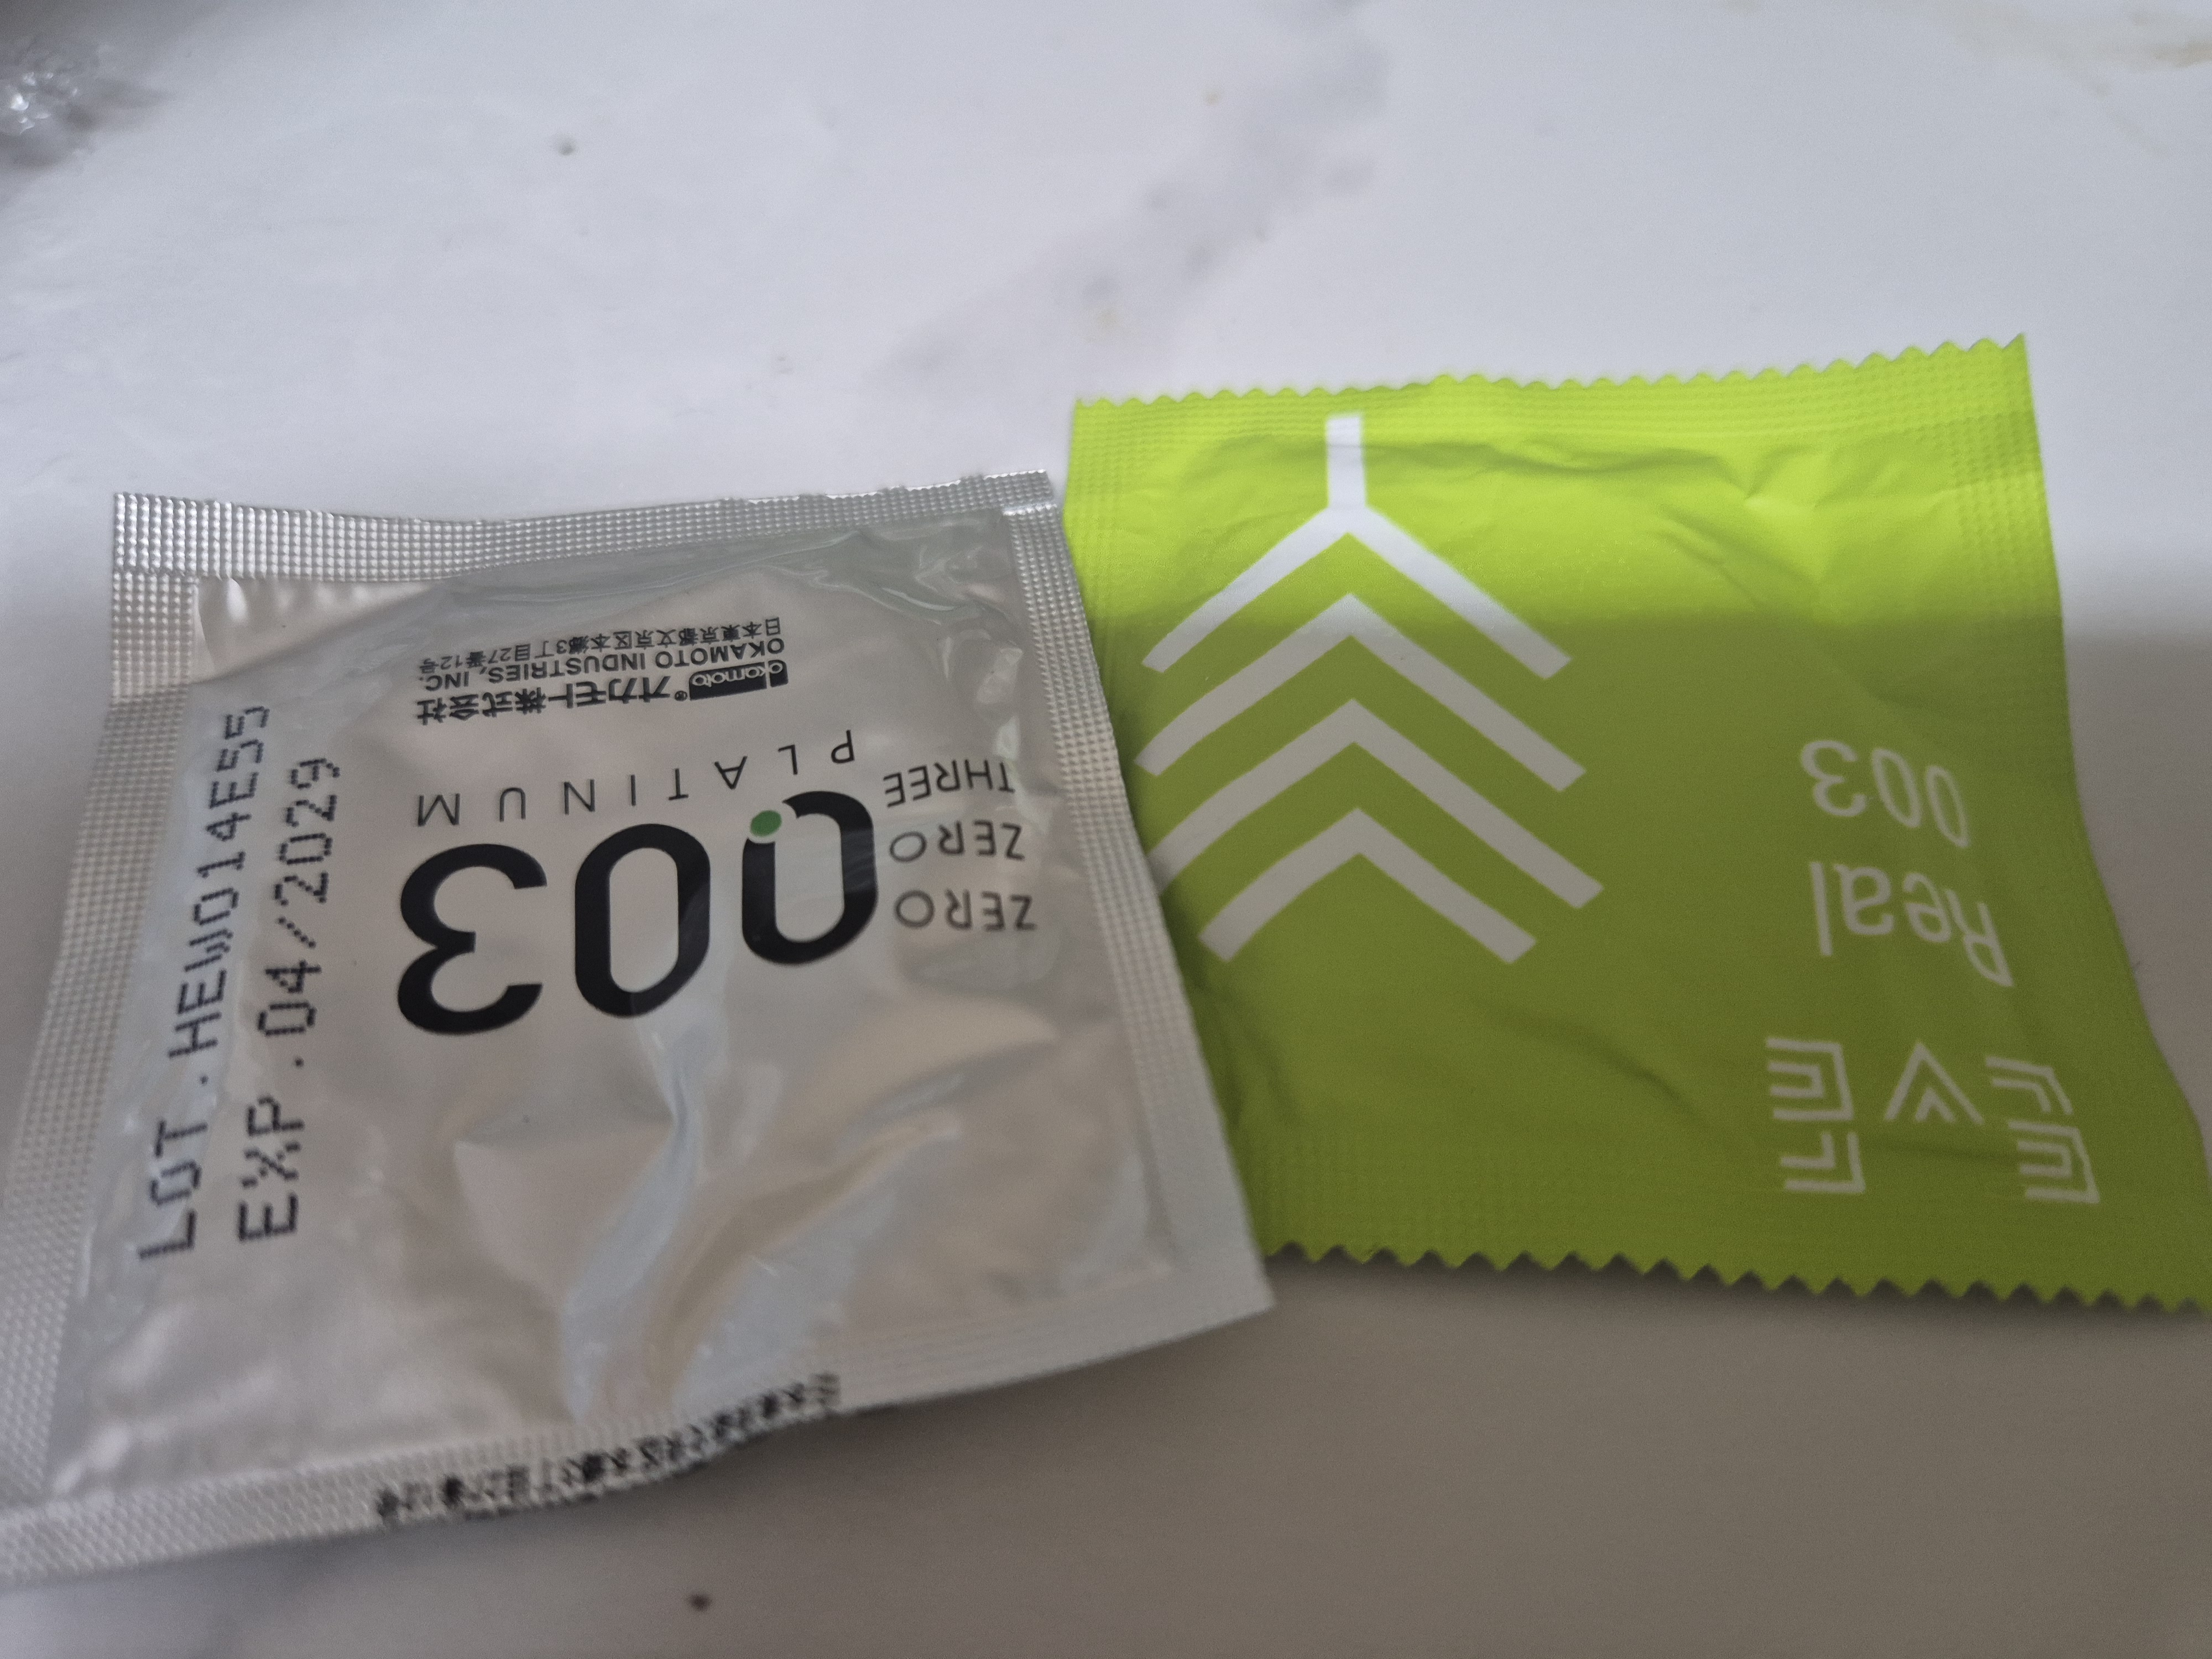 ZERO
ZERO
THREE
003
PLATINUM
okamoto® オカモト株式会社
OKAMOTO INDUSTRIES, INC.
日本東京都文京区本郷3丁目27番12号
LOT.HEW014E55
EXP.04/2029
Real
003